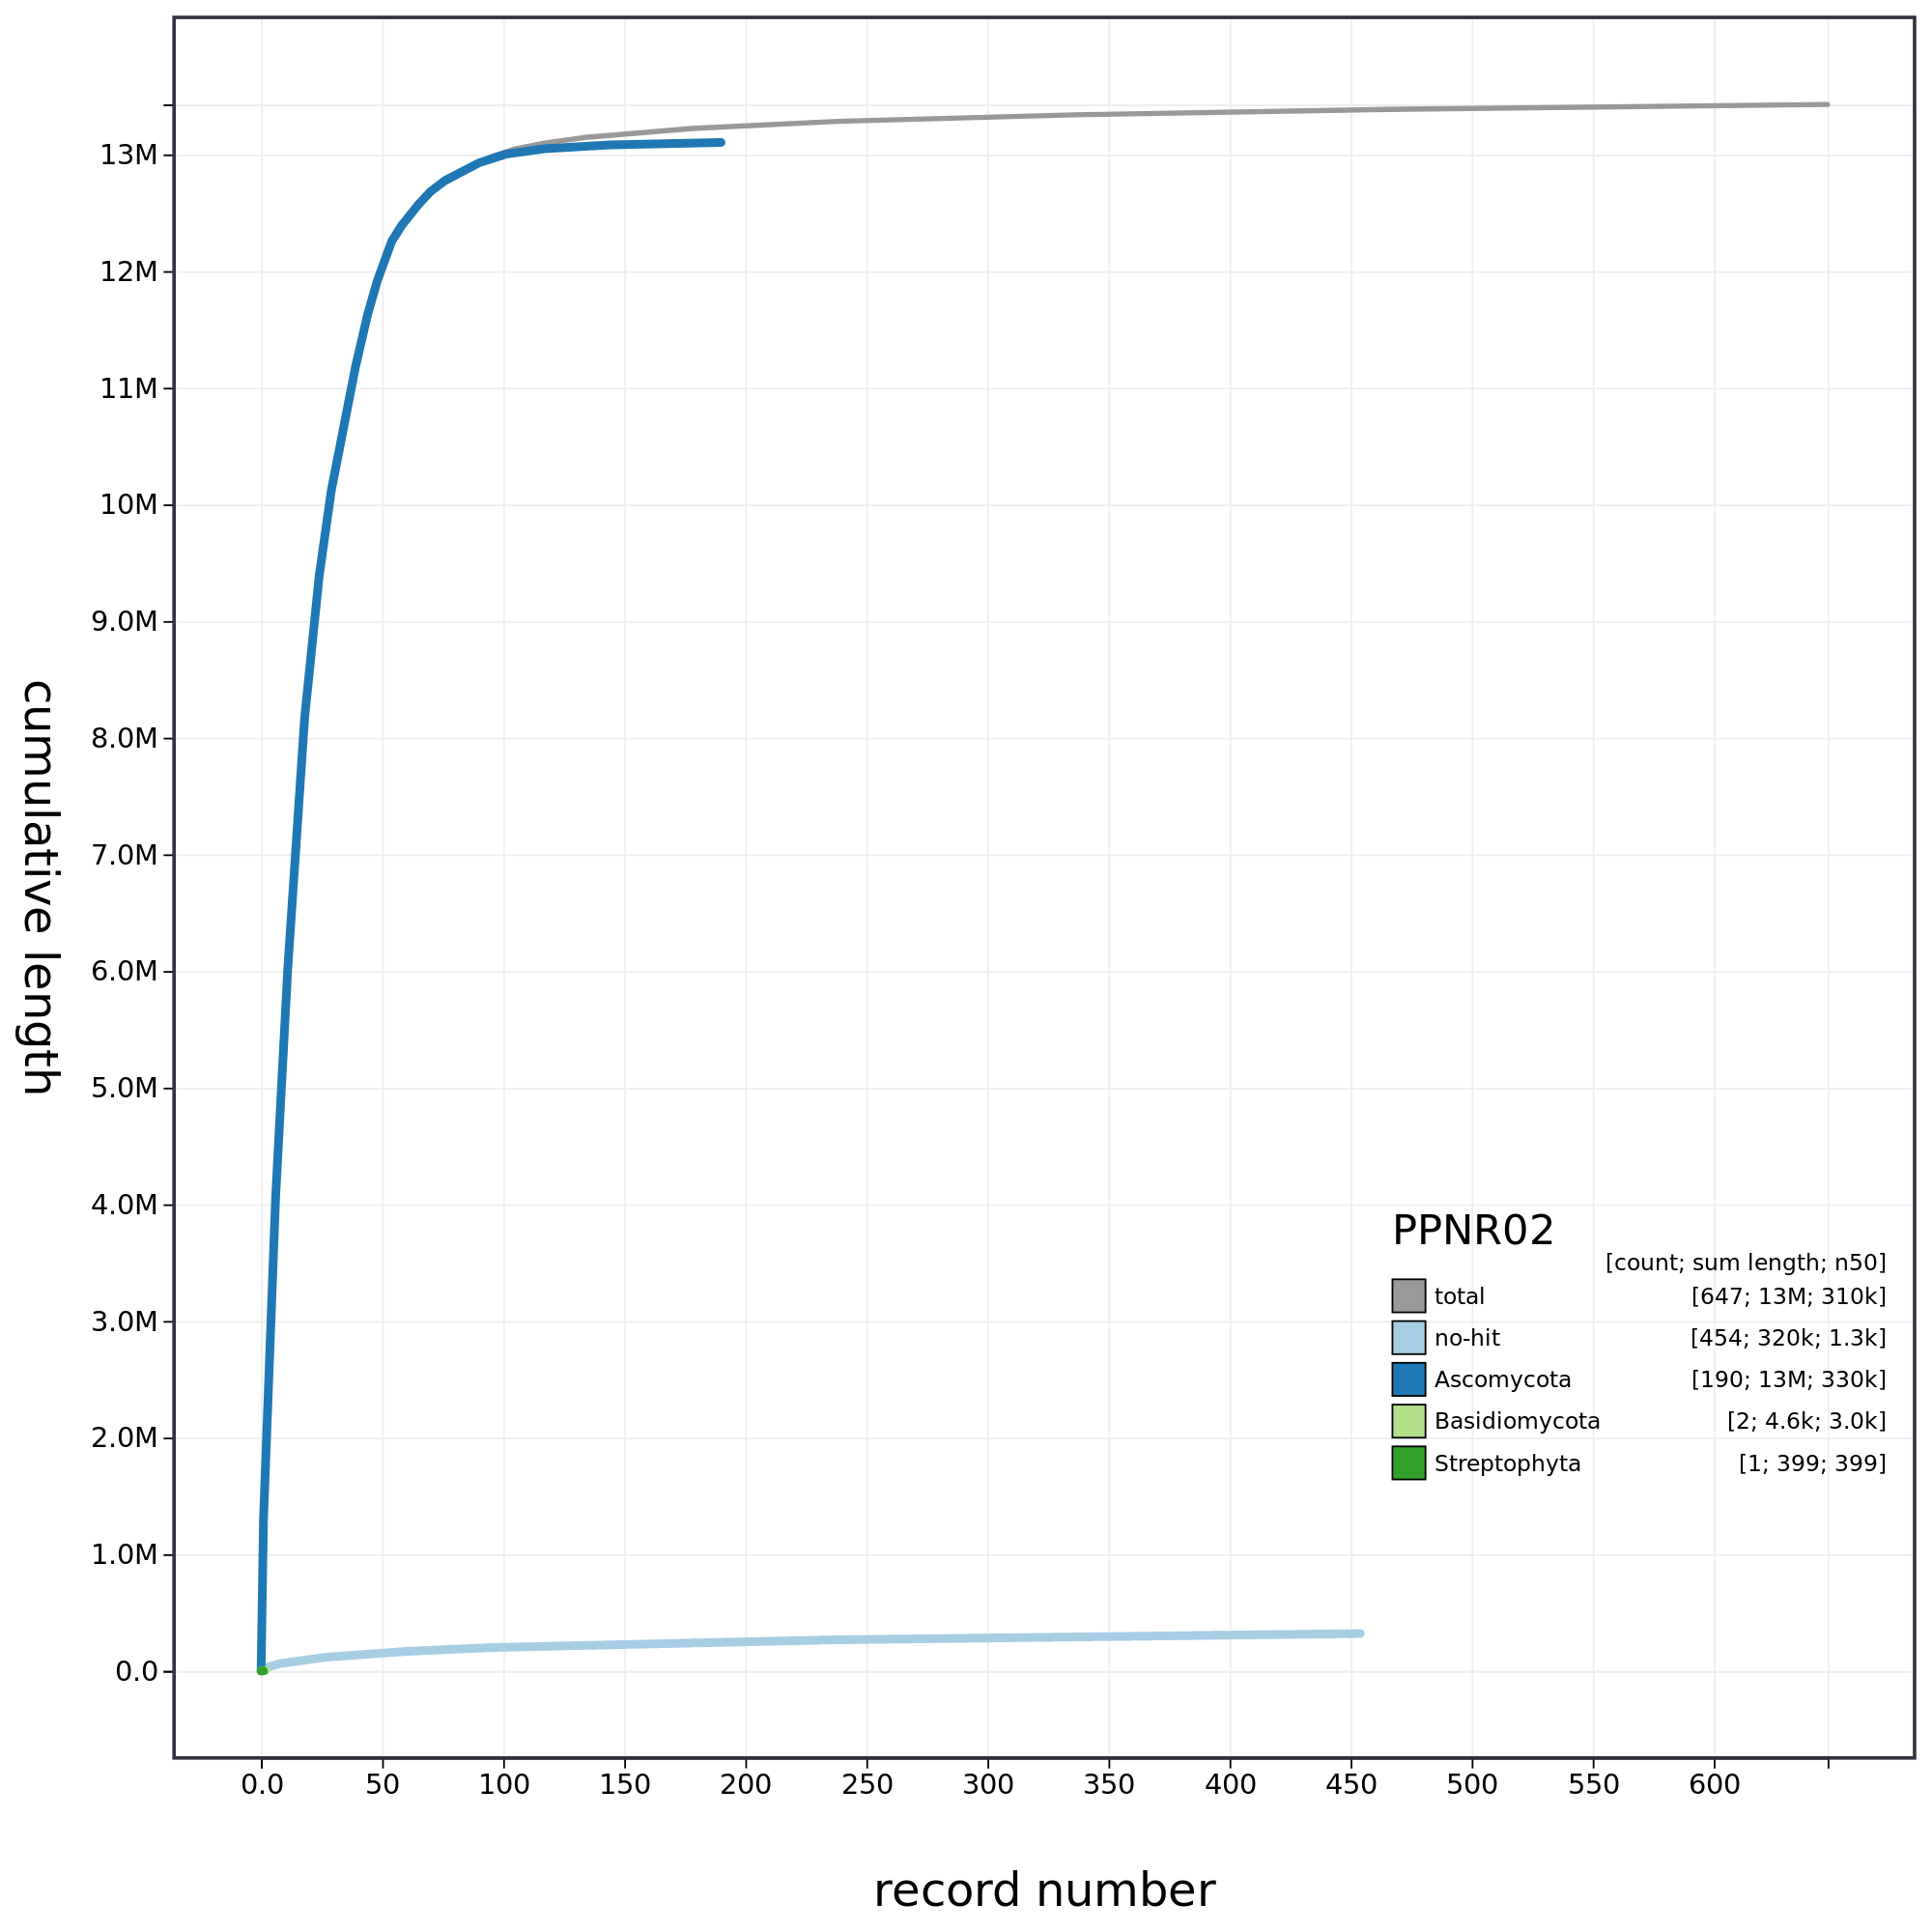 13M
12M
11M
10M
9.0M
8.0M
7.0M
6.0M
5.0M
4.0M
3.0M
2.0M
1.0M
0.0
cumulative length
PPNR02
[count; sum length; n50]
total [647; 13M; 310k]
no-hit [454; 320k; 1.3k]
Ascomycota [190; 13M; 330k]
Basidiomycota [2; 4.6k; 3.0k]
Streptophyta [1; 399; 399]
0.0 50 100 150 200 250 300 350 400 450 500 550 600
record number